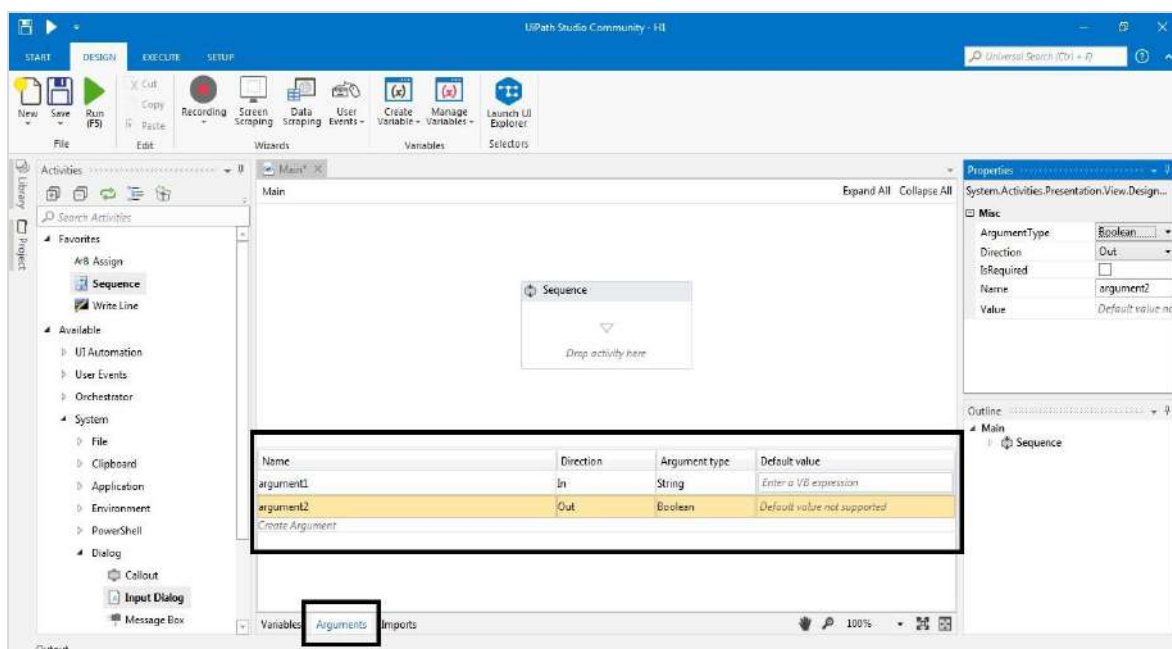 UiPath Studio Community - H1
START DESIGN EXECUTE SETUP
Universal Search (Ctrl + F)
New Save Run (F5)
Cut
Copy
Paste
Recording Screen Scraping Data Scraping User Events Create Variable Manage Variables Launch UI Explorer
File Edit Wizards Variables Selectors
Library
Project
Activities
Search Activities
Favorites
A*B Assign
Sequence
Write Line
Available
UI Automation
User Events
Orchestrator
System
File
Clipboard
Application
Environment
PowerShell
Dialog
Callout
Input Dialog
Message Box
Main*
Main Expand All Collapse All
Sequence
Drop activity here
Name Direction Argument type Default value
argument1 In String Enter a VB expression
argument2 Out Boolean Default value not supported
Create Argument
Variables Arguments Imports 100%
Properties
System.Activities.Presentation.View.Design...
Misc
ArgumentType Boolean
Direction Out
IsRequired
Name argument2
Value Default value no
Outline
Main
Sequence
Output